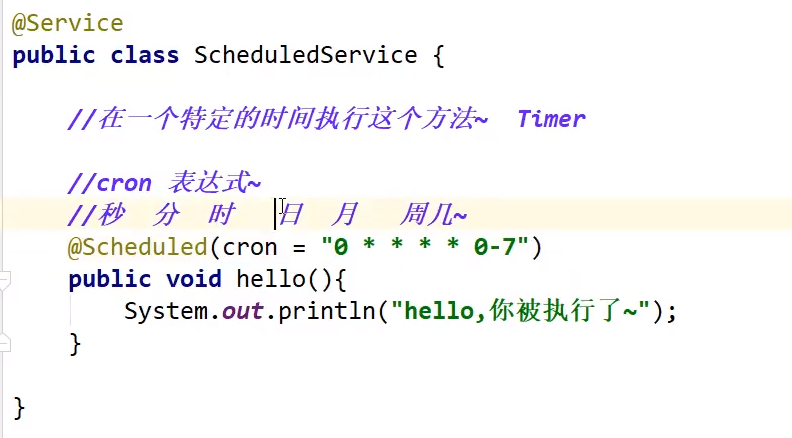 @Service
public class ScheduledService {
//在一个特定的时间执行这个方法~  Timer
//cron 表达式~
//秒  分  时   日  月   周几~
@Scheduled(cron = "0 * * * * 0-7")
public void hello(){
System.out.println("hello,你被执行了~");
}
}